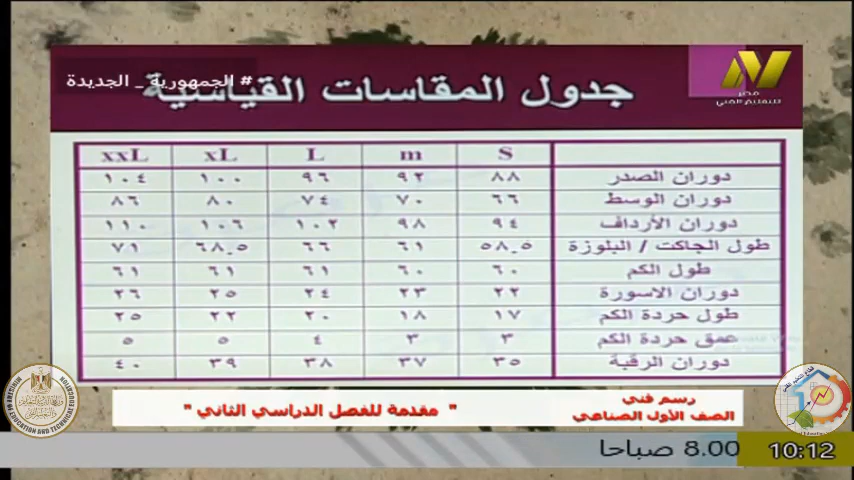 # الجمهورية _ الجديدة
جدول المقاسات القياسية
مصر
للتعليم الفني
S m L xL xxL
دوران الصدر ٨٨ ٩٢ ٩٦ ١٠٠ ١٠٤
دوران الوسط ٦٦ ٧٠ ٧٤ ٨٠ ٨٦
دوران الأرداف ٩٤ ٩٨ ١٠٢ ١٠٦ ١١٠
طول الجاكت / البلوزة ٥٨.٥ ٦١ ٦٦ ٦٨.٥ ٧١
طول الكم ٦٠ ٦٠ ٦١ ٦١ ٦١
دوران الاسورة ٢٢ ٢٣ ٢٤ ٢٥ ٢٦
طول حردة الكم ١٧ ١٨ ٢٠ ٢٢ ٢٥
عمق حردة الكم ٣ ٣ ٤ ٥ ٥
دوران الرقبة ٣٥ ٣٧ ٣٨ ٣٩ ٤٠
رسم فني
الصف الأول الصناعي
" مقدمة للفصل الدراسي الثاني "
8.00 صباحا
10:12